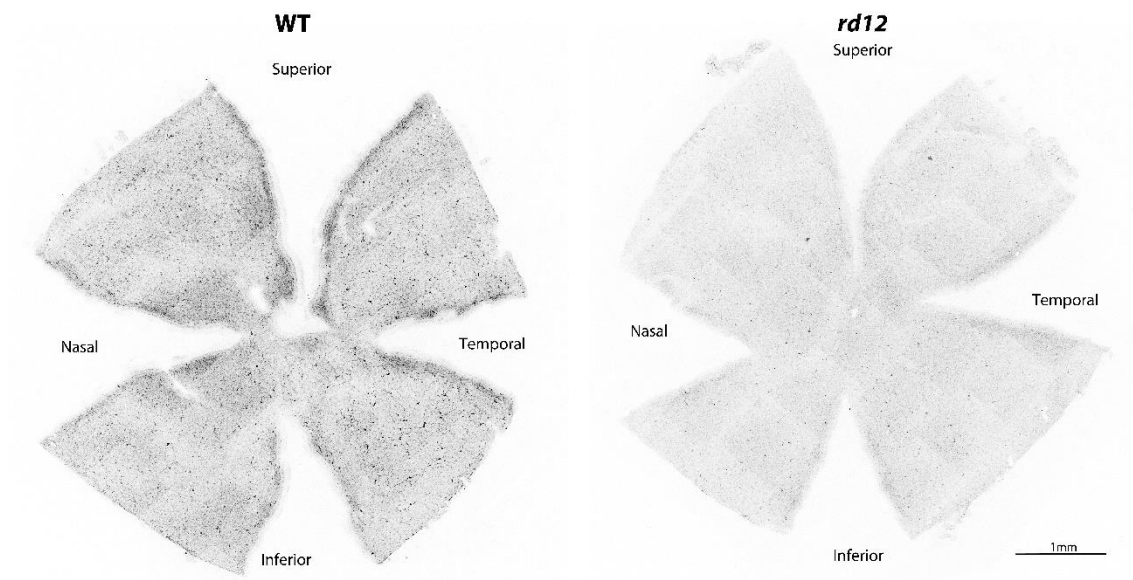 WT
Superior
Nasal
Temporal
Inferior
rd12
Superior
Nasal
Temporal
Inferior
1mm